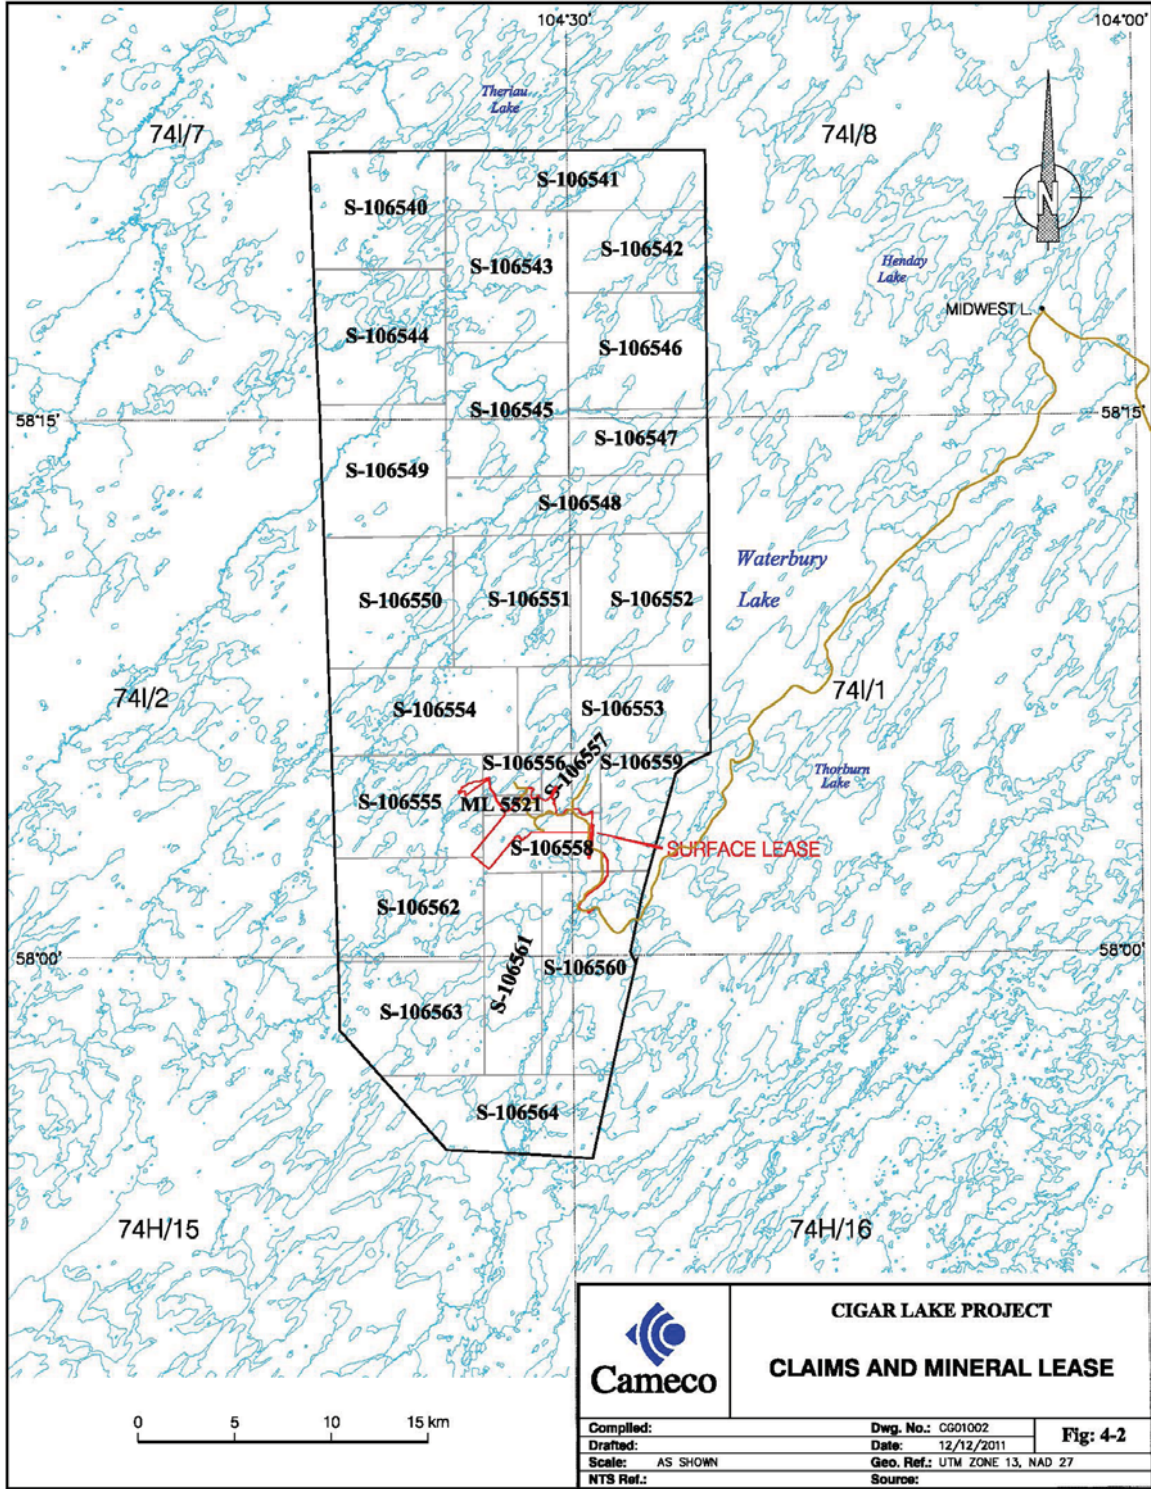 104°30'
104°00'
Theriau
Lake
74I/7
74I/8
S-106541
S-106540
N
S-106542
S-106543
Henday
Lake
MIDWEST L.
S-106544
S-106546
58°15'
58°15'
S-106545
S-106547
S-106549
S-106548
Waterbury
Lake
S-106550
S-106551
S-106552
74I/2
74I/1
S-106554
S-106553
S-106556
S-106557
S-106559
Thorburn
Lake
S-106555
ML 5521
S-106558
SURFACE LEASE
S-106562
58°00'
58°00'
S-106561
S-106560
S-106563
S-106564
74H/15
74H/16
Cameco
CIGAR LAKE PROJECT
CLAIMS AND MINERAL LEASE
0 5 10 15 km
Compiled:
Dwg. No.: CG01002
Fig: 4-2
Drafted:
Date: 12/12/2011
Scale: AS SHOWN
Geo. Ref.: UTM ZONE 13, NAD 27
NTS Ref.:
Source: